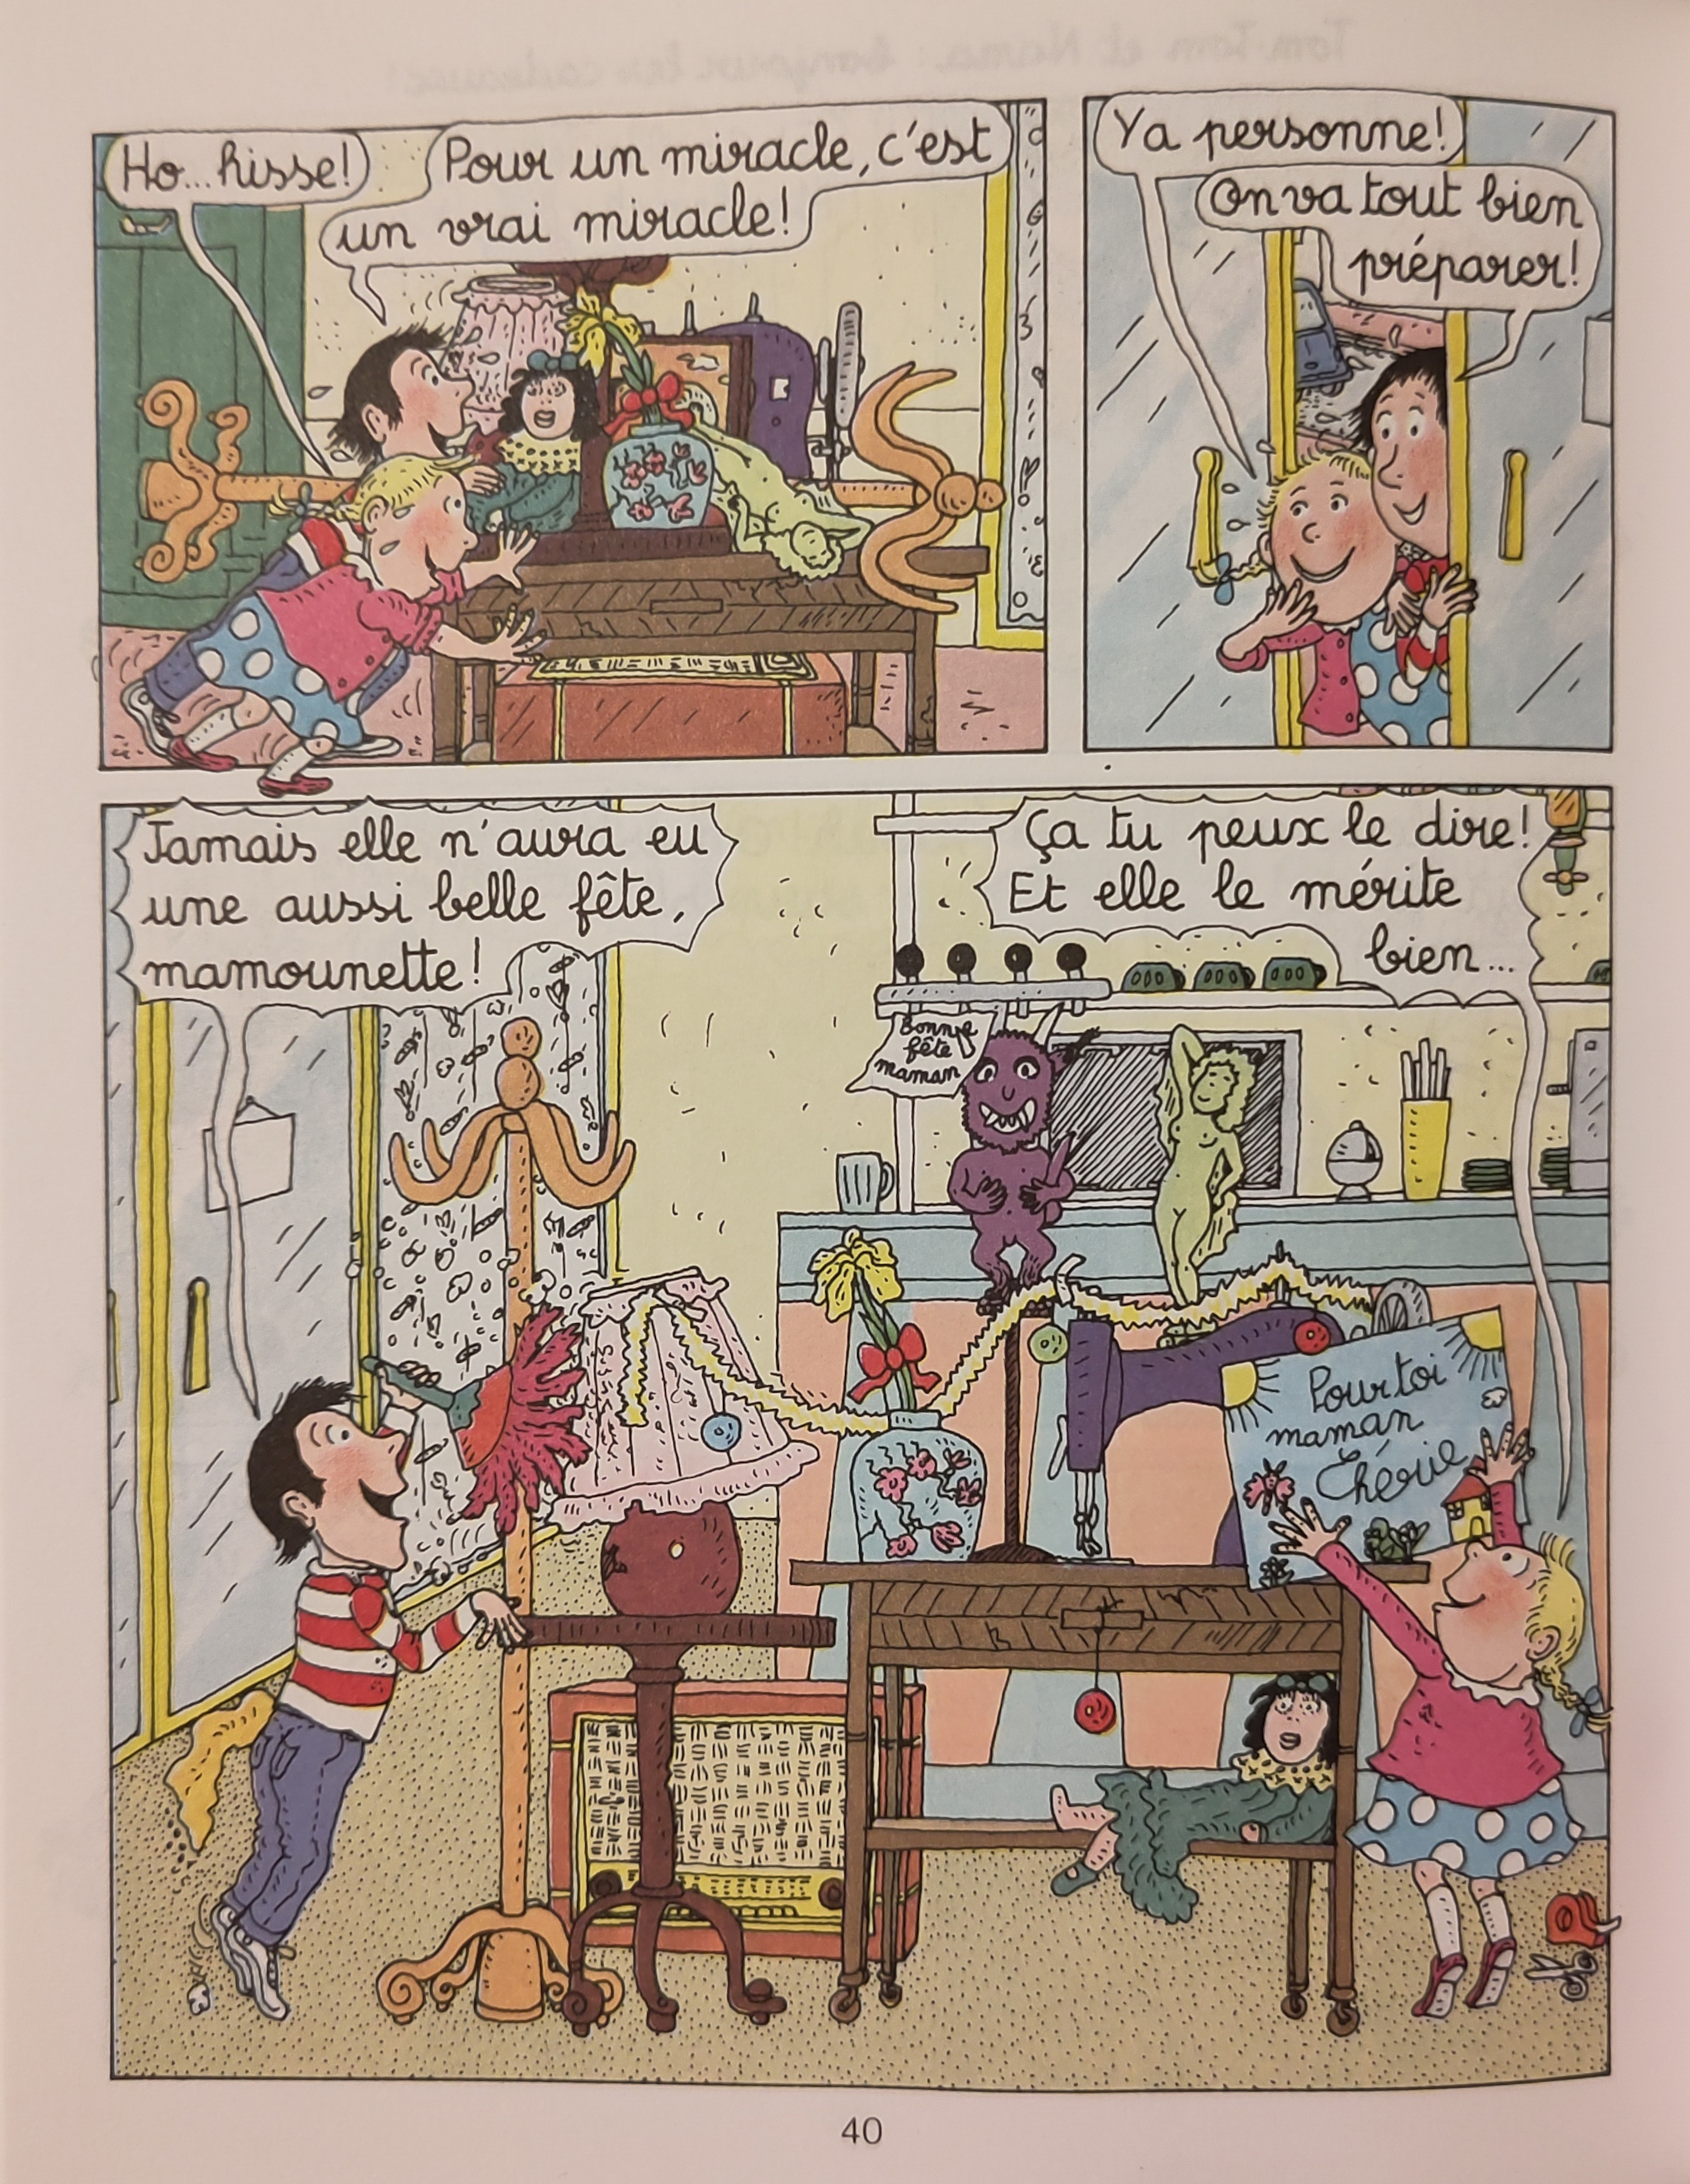 Ho... hisse!
Pour un miracle, c'est
un vrai miracle!
Ya personne!
On va tout bien
préparer!
Jamais elle n'aura eu
une aussi belle fête,
mamounette!
Ça tu peux le dire!
Et elle le mérite
bien...
Bonne
fête
maman
Pour toi
maman
Chérie
40